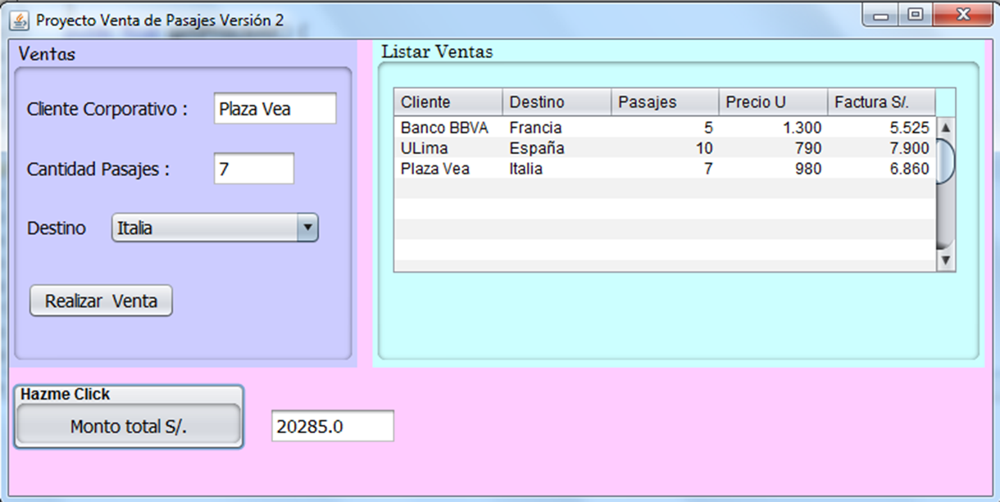 Proyecto Venta de Pasajes Versión 2
Ventas
Cliente Corporativo : Plaza Vea
Cantidad Pasajes : 7
Destino Italia
Realizar Venta
Listar Ventas
Cliente Destino Pasajes Precio U Factura S/.
Banco BBVA Francia 5 1.300 5.525
ULima España 10 790 7.900
Plaza Vea Italia 7 980 6.860
Hazme Click
Monto total S/. 20285.0